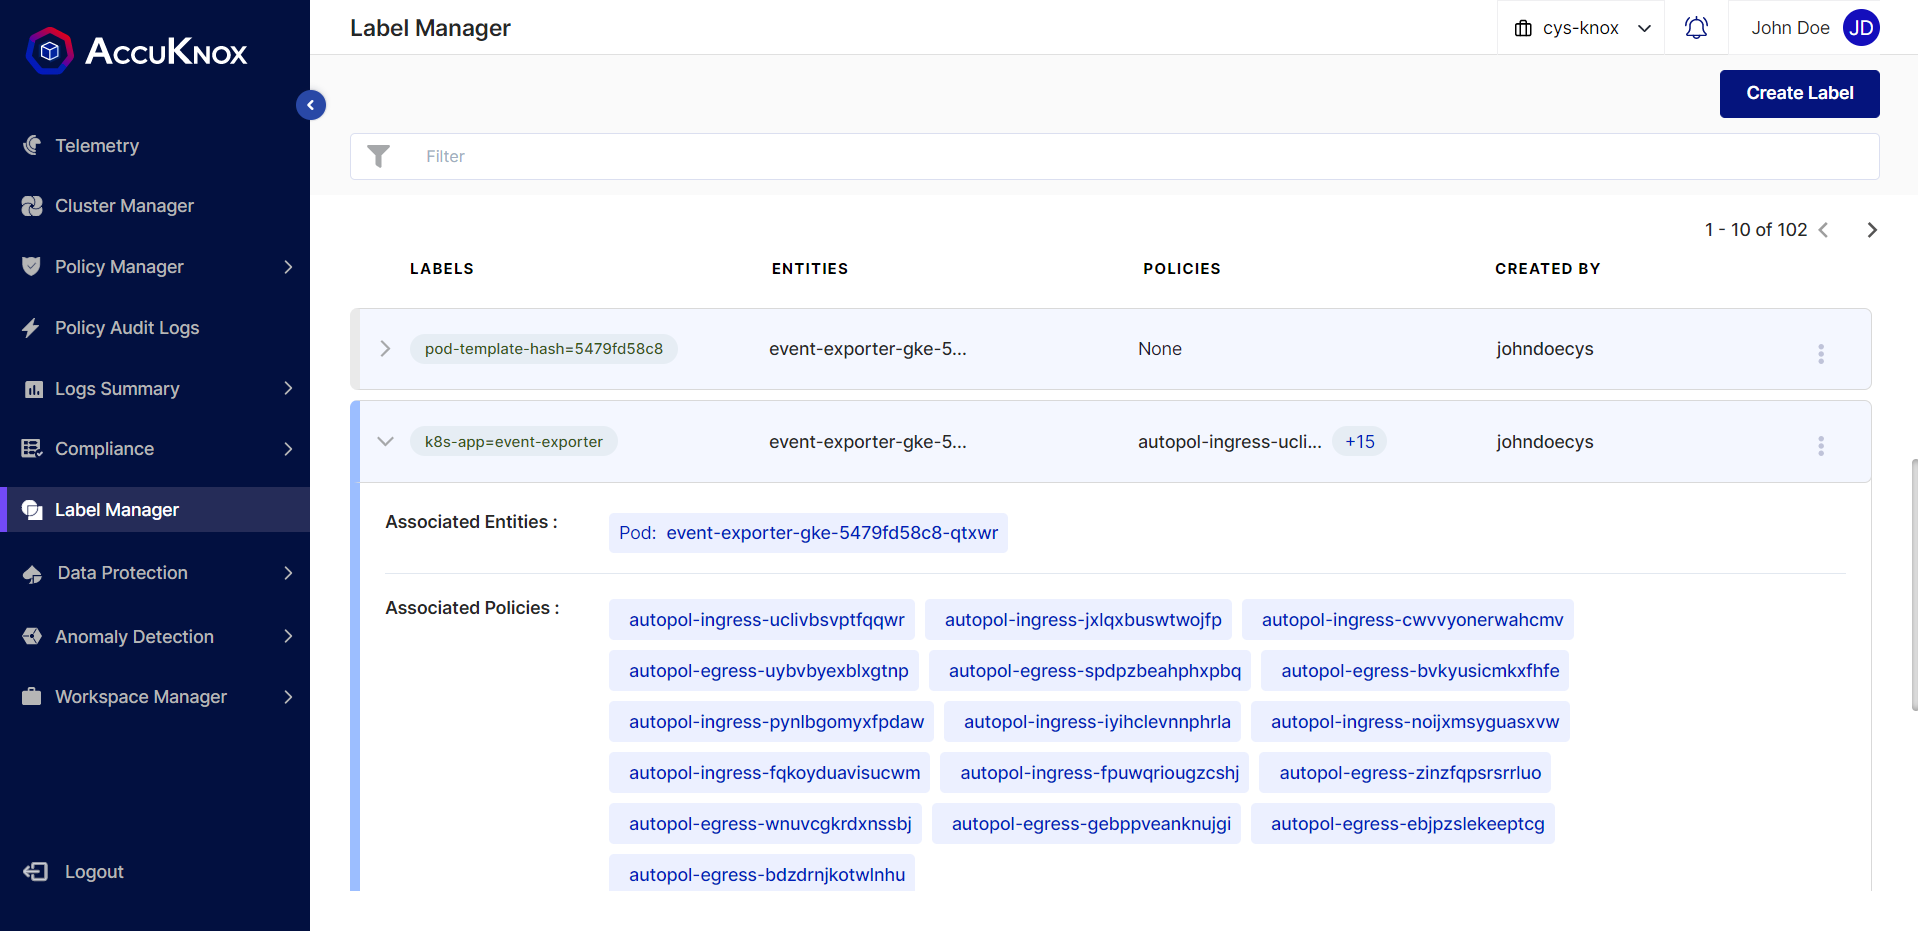 ACCUKNOX
Telemetry
Cluster Manager
Policy Manager
Policy Audit Logs
Logs Summary
Compliance
Label Manager
Data Protection
Anomaly Detection
Workspace Manager
Logout
Label Manager
cys-knox
John Doe JD
Create Label
Filter
1 - 10 of 102
LABELS ENTITIES POLICIES CREATED BY
pod-template-hash=5479fd58c8 event-exporter-gke-5... None johndoecys
k8s-app=event-exporter event-exporter-gke-5... autopol-ingress-ucli... +15 johndoecys
Associated Entities : Pod: event-exporter-gke-5479fd58c8-qtxwr
Associated Policies : autopol-ingress-uclivbsvptfqqwr autopol-ingress-jxlqxbuswtwojfp autopol-ingress-cwvvyonerwahcmv
autopol-egress-uybvbyexblxgtnp autopol-egress-spdpzbeahphxpbq autopol-egress-bvkyusicmkxfhfe
autopol-ingress-pynlbgomyxfpdaw autopol-ingress-iyihclevnnphrla autopol-ingress-noijxmsyguasxvw
autopol-ingress-fqkoyduavisucwm autopol-ingress-fpuwqriougzcshj autopol-egress-zinzfqpsrsrrluo
autopol-egress-wnuvcgkrdxnssbj autopol-egress-gebppveanknujgi autopol-egress-ebjpzslekeeptcg
autopol-egress-bdzdrnjkotwlnhu